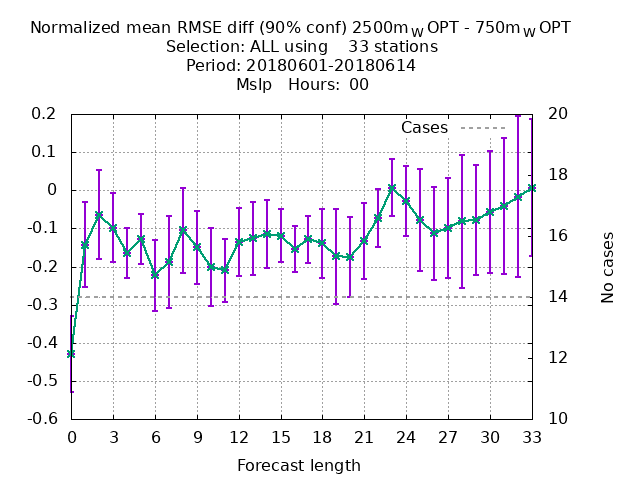 Normalized mean RMSE diff (90% conf) 2500m_W OPT - 750m_W OPT
Selection: ALL using    33 stations
Period: 20180601-20180614
Mslp   Hours: 00
Cases
0.2
0.1
0
-0.1
-0.2
-0.3
-0.4
-0.5
-0.6
20
18
16
14
12
10
No cases
0 3 6 9 12 15 18 21 24 27 30 33
Forecast length